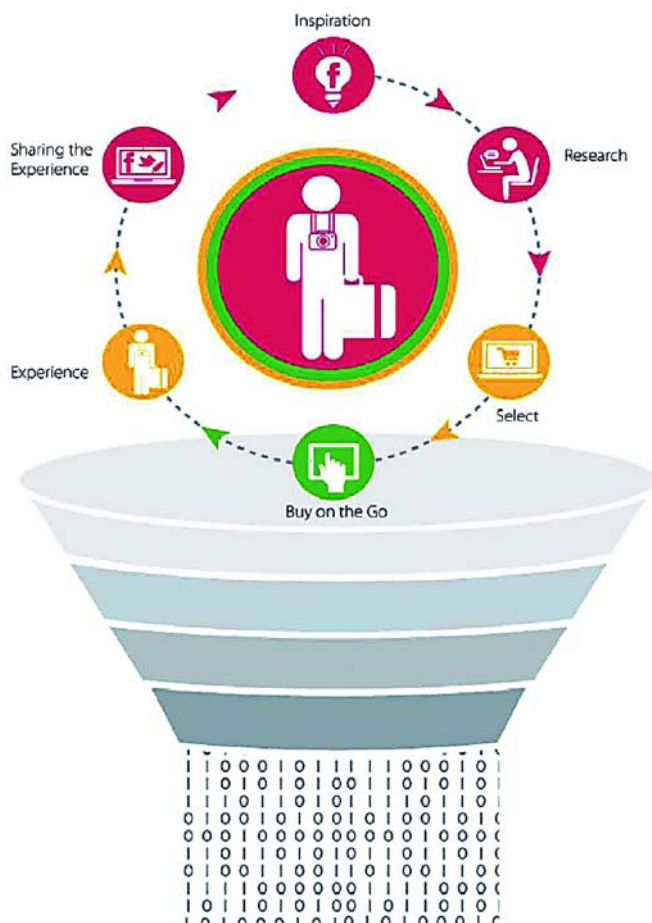 Inspiration
Research
Select
Buy on the Go
Experience
Sharing the
Experience